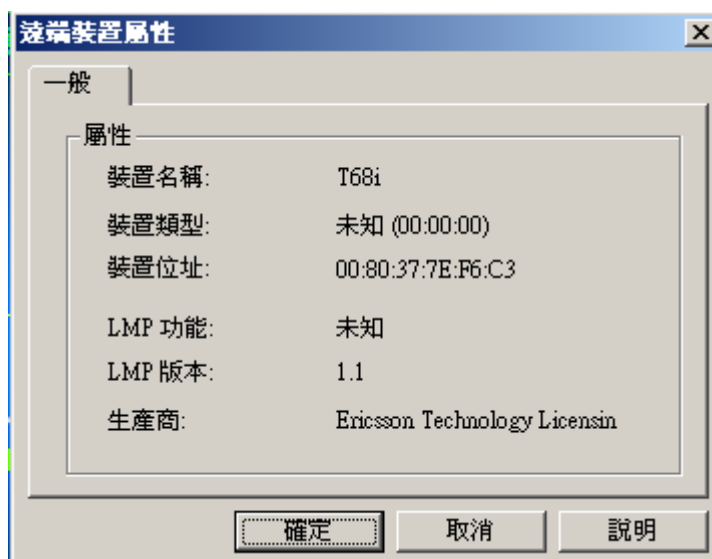 遠端裝置屬性
一般
屬性
裝置名稱: T68i
裝置類型: 未知 (00:00:00)
裝置位址: 00:80:37:7E:F6:C3
LMP 功能: 未知
LMP 版本: 1.1
生產商: Ericsson Technology Licensin
確定 取消 說明